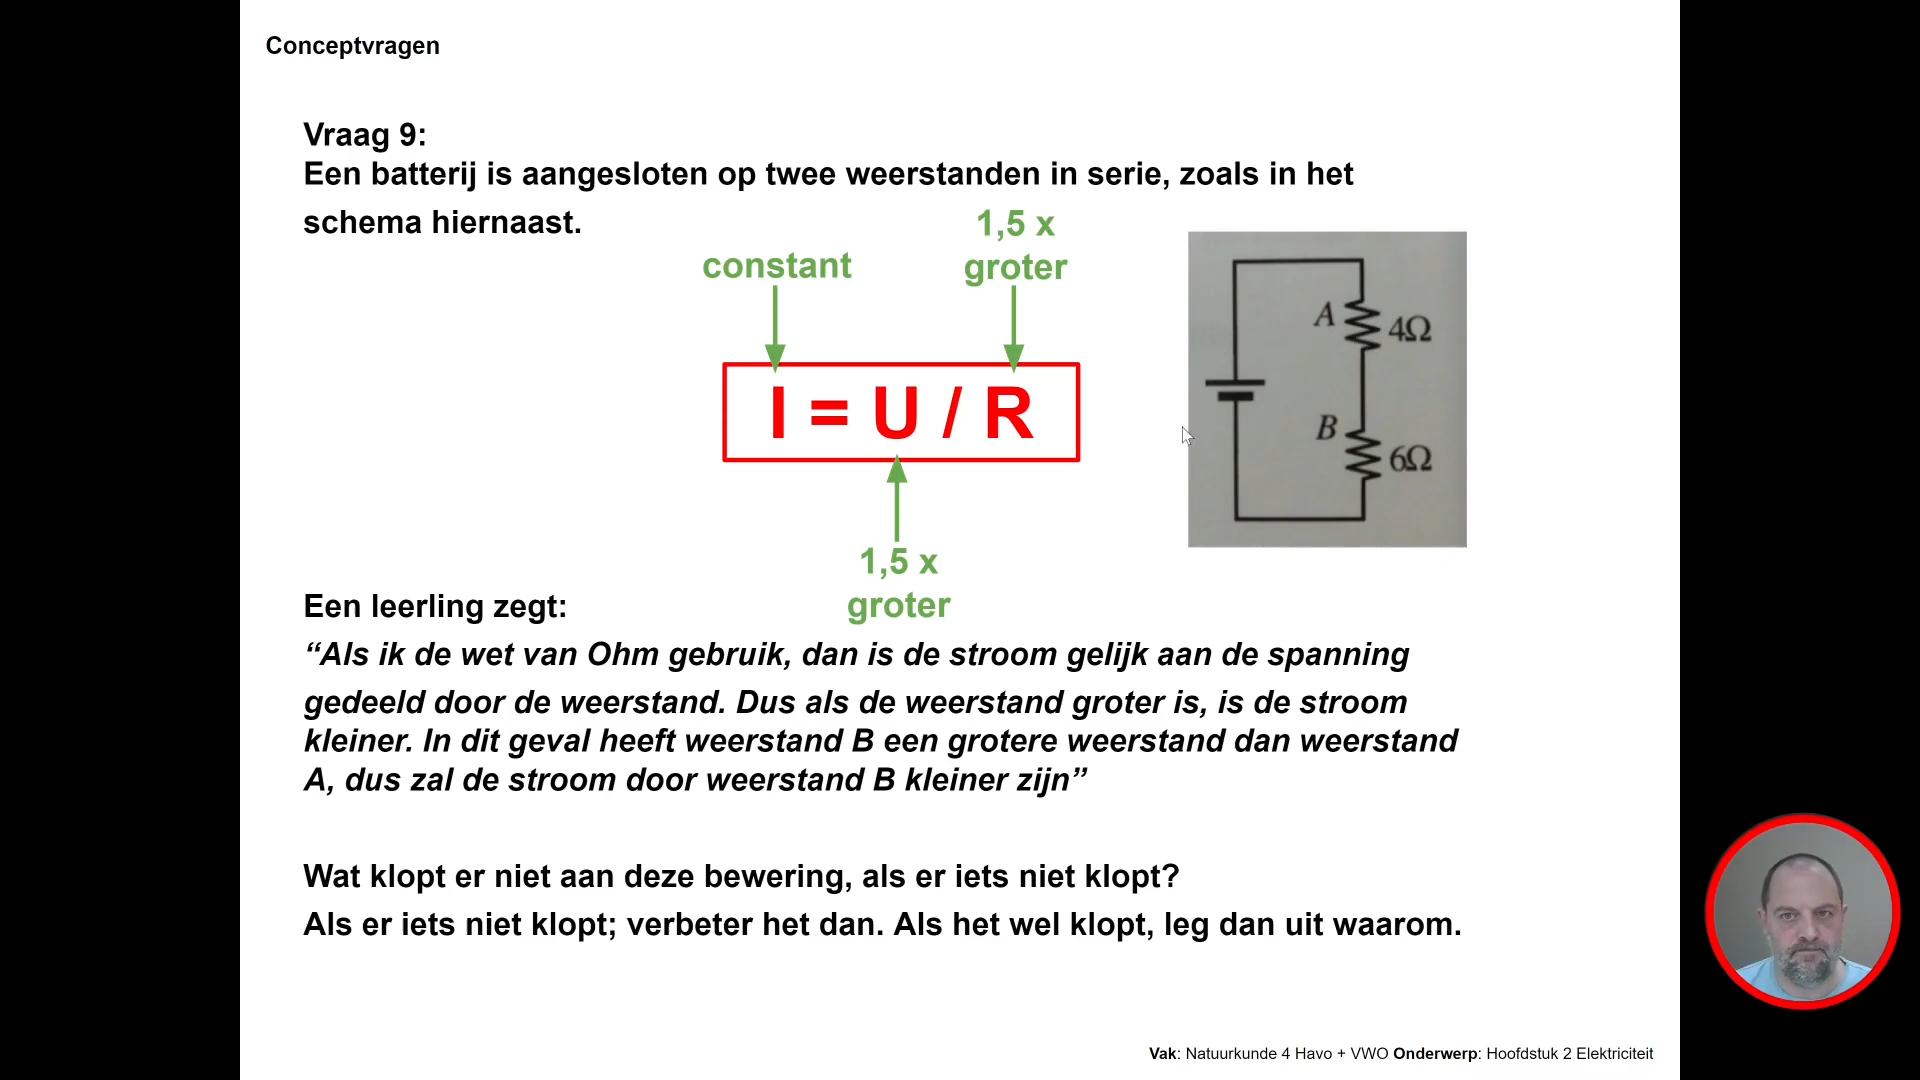 Conceptvragen
Vraag 9:
Een batterij is aangesloten op twee weerstanden in serie, zoals in het
schema hiernaast.
constant
1,5 x
groter
I = U / R
1,5 x
groter
A
4Ω
B
6Ω
Een leerling zegt:
“Als ik de wet van Ohm gebruik, dan is de stroom gelijk aan de spanning
gedeeld door de weerstand. Dus als de weerstand groter is, is de stroom
kleiner. In dit geval heeft weerstand B een grotere weerstand dan weerstand
A, dus zal de stroom door weerstand B kleiner zijn”
Wat klopt er niet aan deze bewering, als er iets niet klopt?
Als er iets niet klopt; verbeter het dan. Als het wel klopt, leg dan uit waarom.
Vak: Natuurkunde 4 Havo + VWO Onderwerp: Hoofdstuk 2 Elektriciteit